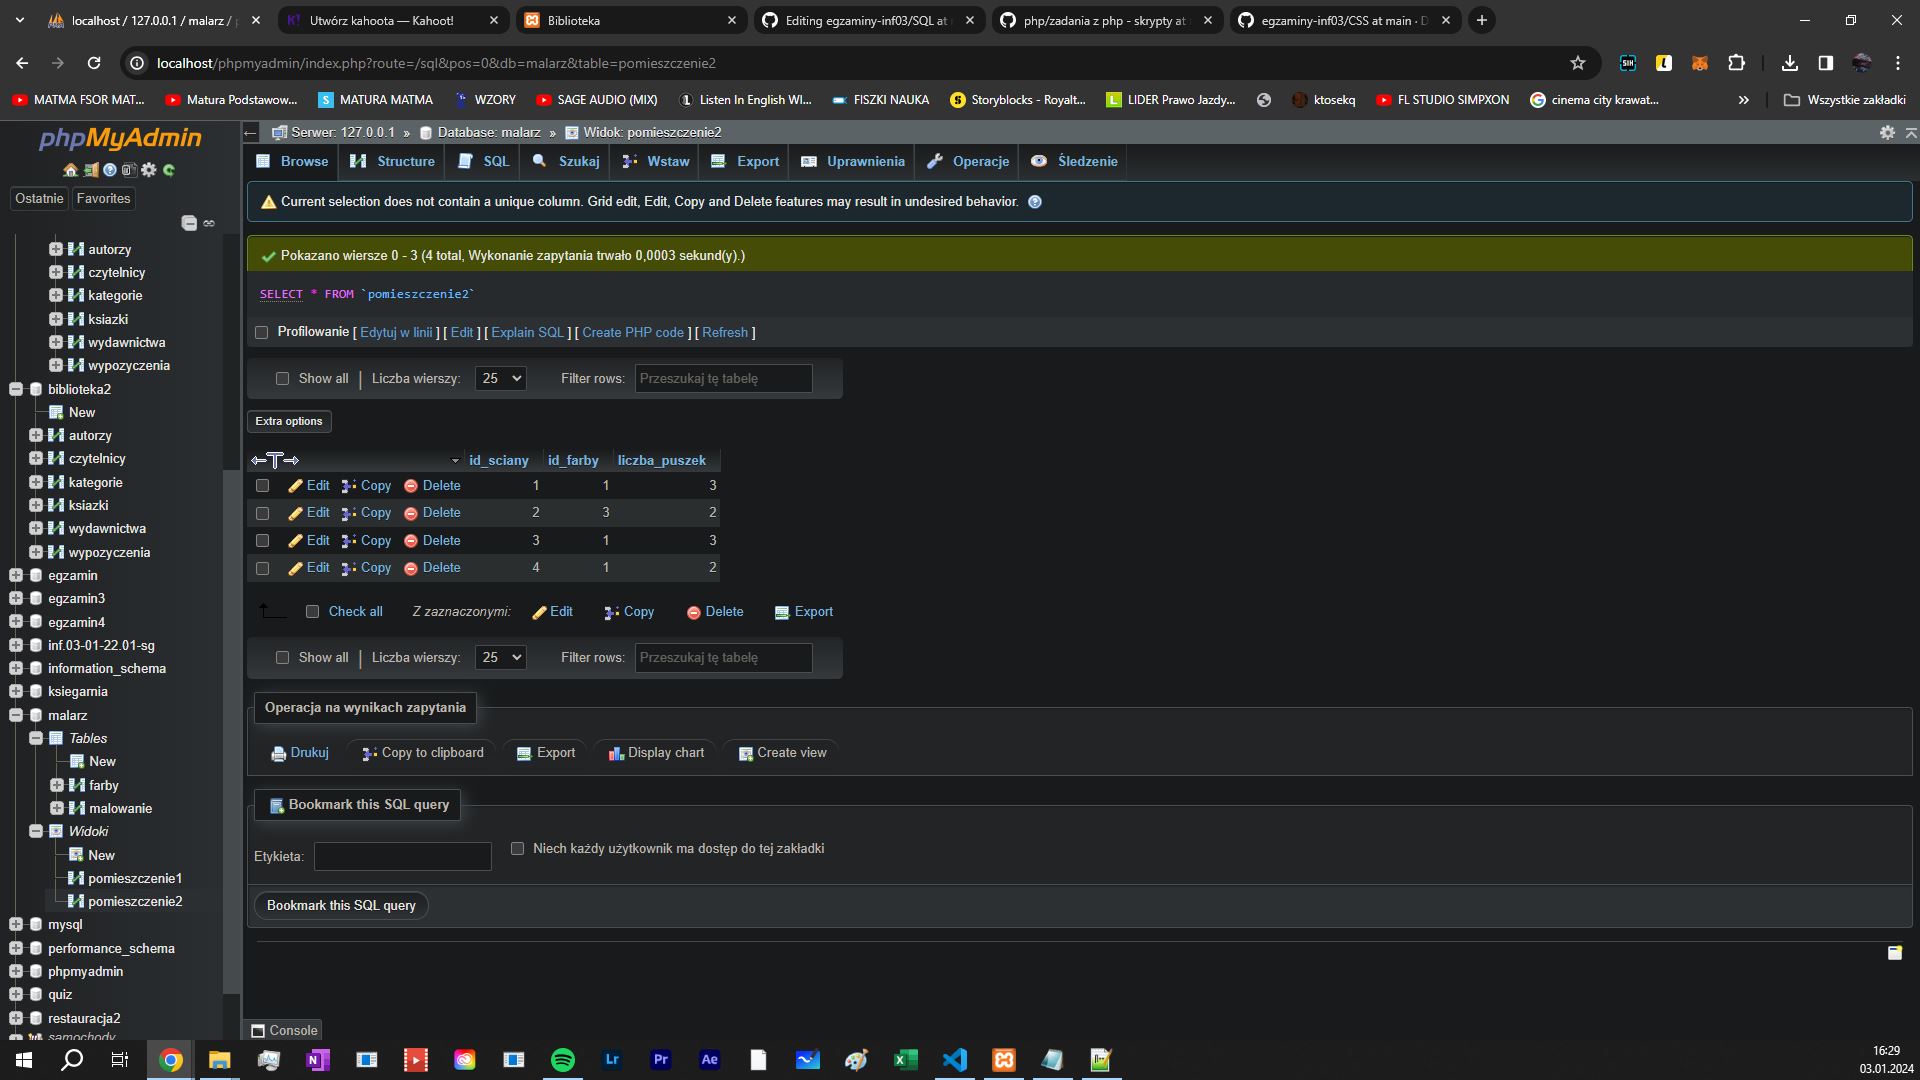 localhost / 127.0.0.1 / malarz /
Utwórz kahoota — Kahoot!
Biblioteka
Editing egzaminy-inf03/SQL at
php/zadania z php - skrypty at
egzaminy-inf03/CSS at main · D
localhost/phpmyadmin/index.php?route=/sql&pos=0&db=malarz&table=pomieszczenie2
MATMA FSOR MAT...
Matura Podstawow...
MATURA MATMA
WZORY
SAGE AUDIO (MIX)
Listen In English WI...
FISZKI NAUKA
Storyblocks - Royalt...
LIDER Prawo Jazdy...
ktosekq
FL STUDIO SIMPXON
cinema city krawat...
»
Wszystkie zakładki
phpMyAdmin
Ostatnie
Favorites
autorzy
czytelnicy
kategorie
ksiazki
wydawnictwa
wypozyczenia
biblioteka2
New
autorzy
czytelnicy
kategorie
ksiazki
wydawnictwa
wypozyczenia
egzamin
egzamin3
egzamin4
inf.03-01-22.01-sg
information_schema
ksiegarnia
malarz
Tables
New
farby
malowanie
Widoki
New
pomieszczenie1
pomieszczenie2
mysql
performance_schema
phpmyadmin
quiz
restauracja2
samochody
Serwer: 127.0.0.1 » Database: malarz » Widok: pomieszczenie2
Browse
Structure
SQL
Szukaj
Wstaw
Export
Uprawnienia
Operacje
Śledzenie
Current selection does not contain a unique column. Grid edit, Edit, Copy and Delete features may result in undesired behavior.
Pokazano wiersze 0 - 3 (4 total, Wykonanie zapytania trwało 0,0003 sekund(y).)
SELECT * FROM `pomieszczenie2`
Profilowanie [ Edytuj w linii ] [ Edit ] [ Explain SQL ] [ Create PHP code ] [ Refresh ]
Show all | Liczba wierszy: 25 Filter rows: Przeszukaj tę tabelę
Extra options
id_sciany id_farby liczba_puszek
Edit Copy Delete 1 1 3
Edit Copy Delete 2 3 2
Edit Copy Delete 3 1 3
Edit Copy Delete 4 1 2
Check all Z zaznaczonymi: Edit Copy Delete Export
Show all | Liczba wierszy: 25 Filter rows: Przeszukaj tę tabelę
Operacja na wynikach zapytania
Drukuj Copy to clipboard Export Display chart Create view
Bookmark this SQL query
Etykieta:
Niech każdy użytkownik ma dostęp do tej zakładki
Bookmark this SQL query
Console
Lr
Pr
Ae
16:29
03.01.2024